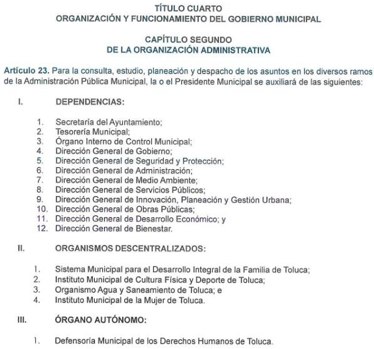 TÍTULO CUARTO
ORGANIZACIÓN Y FUNCIONAMIENTO DEL GOBIERNO MUNICIPAL
CAPÍTULO SEGUNDO
DE LA ORGANIZACIÓN ADMINISTRATIVA
Artículo 23. Para la consulta, estudio, planeación y despacho de los asuntos en los diversos ramos
de la Administración Pública Municipal, la o el Presidente Municipal se auxiliará de las siguientes:
I. DEPENDENCIAS:
1. Secretaría del Ayuntamiento;
2. Tesorería Municipal;
3. Órgano Interno de Control Municipal;
4. Dirección General de Gobierno;
5. Dirección General de Seguridad y Protección;
6. Dirección General de Administración;
7. Dirección General de Medio Ambiente;
8. Dirección General de Servicios Públicos;
9. Dirección General de Innovación, Planeación y Gestión Urbana;
10. Dirección General de Obras Públicas;
11. Dirección General de Desarrollo Económico; y
12. Dirección General de Bienestar.
II. ORGANISMOS DESCENTRALIZADOS:
1. Sistema Municipal para el Desarrollo Integral de la Familia de Toluca;
2. Instituto Municipal de Cultura Física y Deporte de Toluca;
3. Organismo Agua y Saneamiento de Toluca; e
4. Instituto Municipal de la Mujer de Toluca.
III. ÓRGANO AUTÓNOMO:
1. Defensoría Municipal de los Derechos Humanos de Toluca.